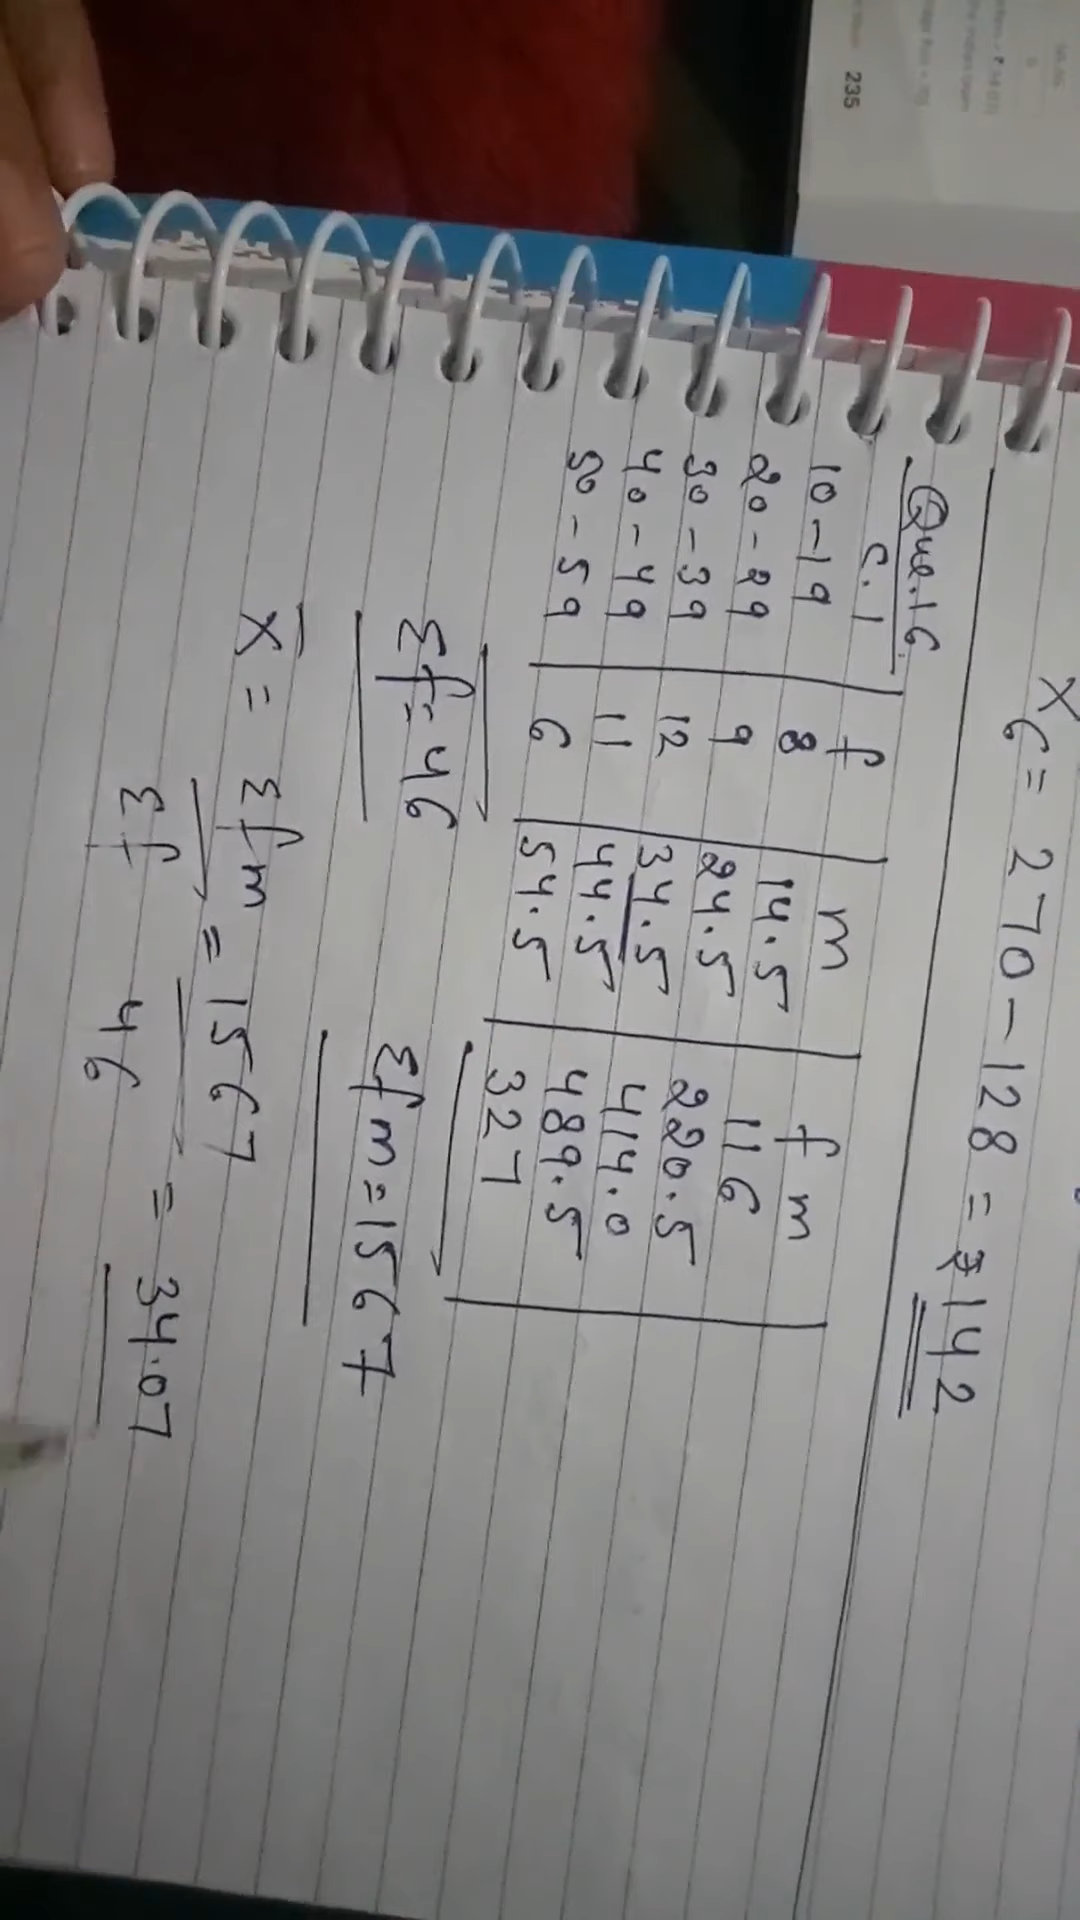 235
x₆ = 270 - 128 = ₹142
Que.16
C.I f m fm
10-19 8 14.5 116
20-29 9 24.5 220.5
30-39 12 34.5 414.0
40-49 11 44.5 489.5
50-59 6 54.5 327
Σf = 46 Σfm = 1567
X̄ = Σfm = 1567 = 34.07
Σf 46